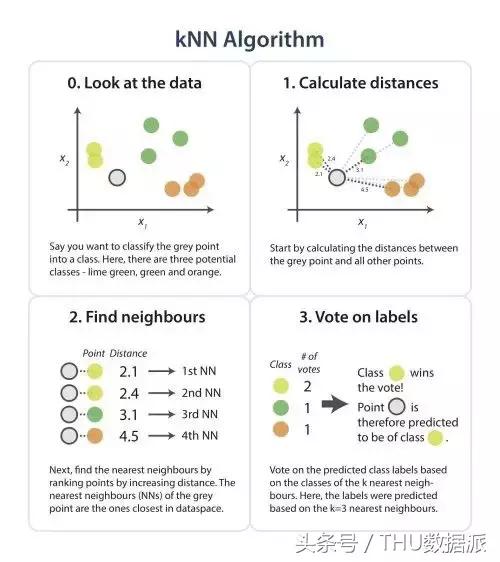 kNN Algorithm
0. Look at the data
x2
x1
Say you want to classify the grey point
into a class. Here, there are three potential
classes - lime green, green and orange.
1. Calculate distances
x2
2.4
2.1
3.1
4.5
x1
Start by calculating the distances between
the grey point and all other points.
2. Find neighbours
Point Distance
2.1 1st NN
2.4 2nd NN
3.1 3rd NN
4.5 4th NN
Next, find the nearest neighbours by
ranking points by increasing distance. The
nearest neighbours (NNs) of the grey
point are the ones closest in dataspace.
3. Vote on labels
Class # of
votes
2
1
1
Class wins
the vote!
Point is
therefore predicted
to be of class .
Vote on the predicted class labels based
on the classes of the k nearest neigh-
bours. Here, the labels were predicted
based on the k=3 nearest neighbours.
头条号 / THU数据派